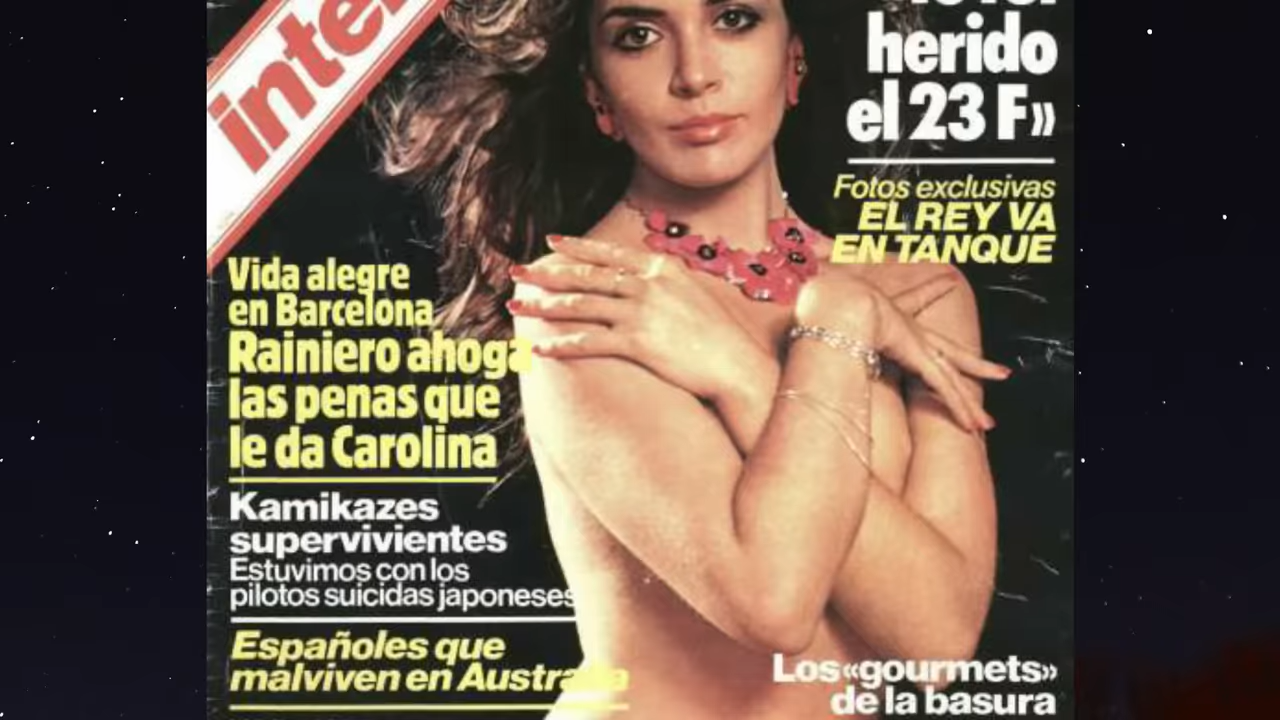 inte
herido
el 23 F»
Fotos exclusivas
EL REY VA
EN TANQUE
Vida alegre
en Barcelona
Rainiero ahoga
las penas que
le da Carolina
Kamikazes
supervivientes
Estuvimos con los
pilotos suicidas japoneses
Españoles que
malviven en Australia
Los «gourmets»
de la basura